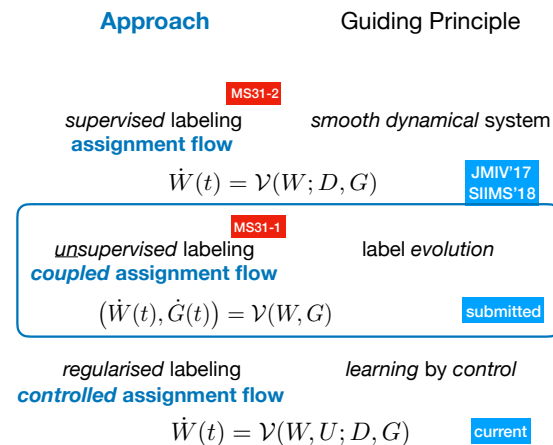 Approach Guiding Principle
MS31-2
supervised labeling smooth dynamical system
assignment flow
Ẇ(t) = 𝒱(W; D, G) JMIV'17
SIIMS'18
MS31-1
unsupervised labeling label evolution
coupled assignment flow
(Ẇ(t), Ġ(t)) = 𝒱(W, G) submitted
regularised labeling learning by control
controlled assignment flow
Ẇ(t) = 𝒱(W, U; D, G) current